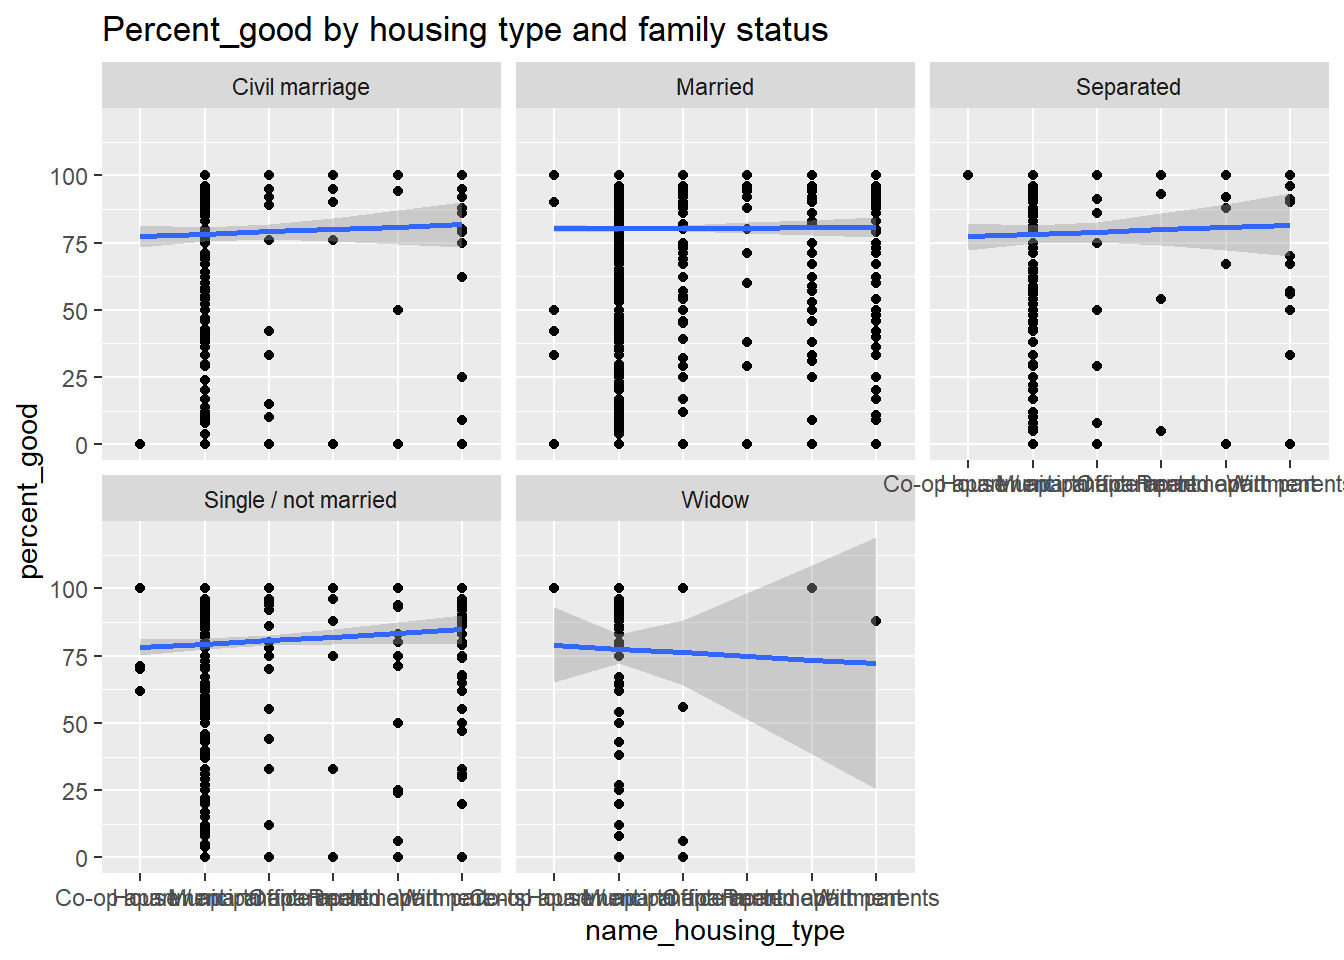 Percent_good by housing type and family status
Civil marriage
Married
Separated
100
75
50
25
0
percent_good
Single / not married
Widow
100
75
50
25
0
name_housing_type